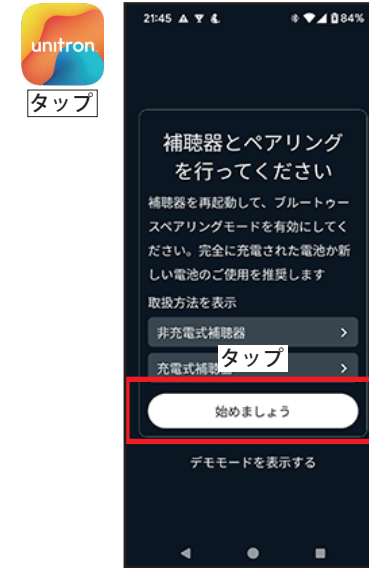 unitron
タップ
21:45
84%
補聴器とペアリング
を行ってください
補聴器を再起動して、ブルートゥー
スペアリングモードを有効にしてく
ださい。完全に充電された電池か新
しい電池のご使用を推奨します
取扱方法を表示
非充電式補聴器
タップ
充電式補聴器
始めましょう
デモモードを表示する